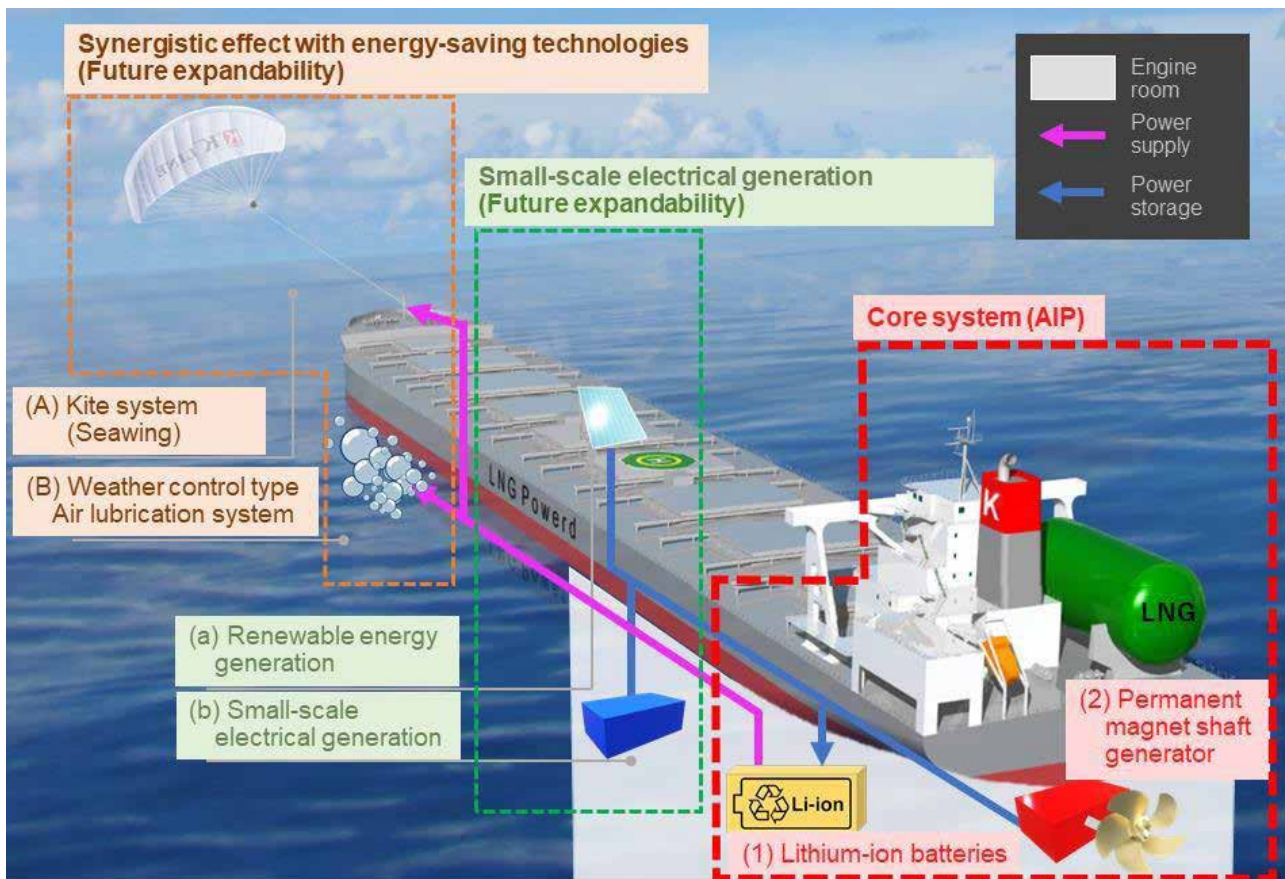 Synergistic effect with energy-saving technologies
(Future expandability)
Engine
room
Power
supply
Power
storage
K LINE
Small-scale electrical generation
(Future expandability)
Core system (AIP)
(A) Kite system
(Seawing)
(B) Weather control type
Air lubrication system
LNG Powerd
K
LNG
H
(a) Renewable energy
generation
(b) Small-scale
electrical generation
(2) Permanent
magnet shaft
generator
Li-ion
(1) Lithium-ion batteries